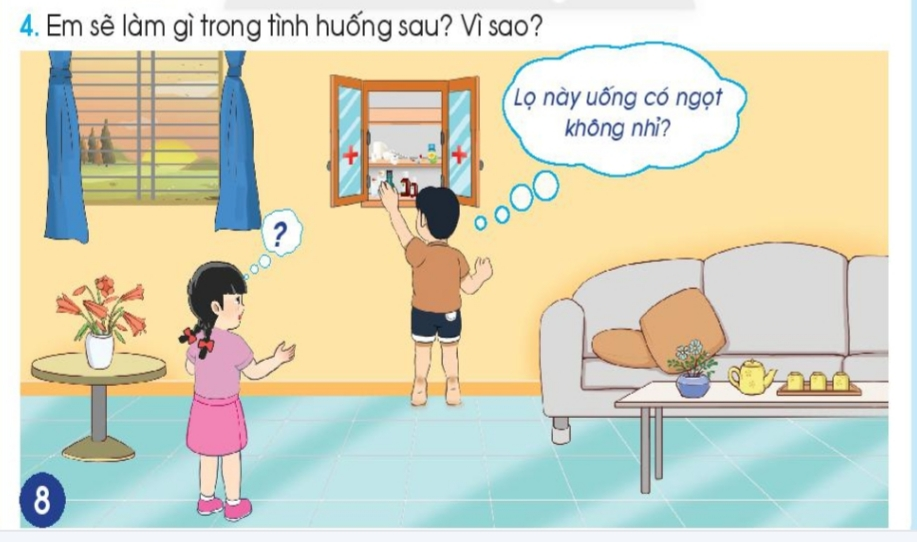 4. Em sẽ làm gì trong tình huống sau? Vì sao?
Lọ này uống có ngọt
không nhỉ?
?
8